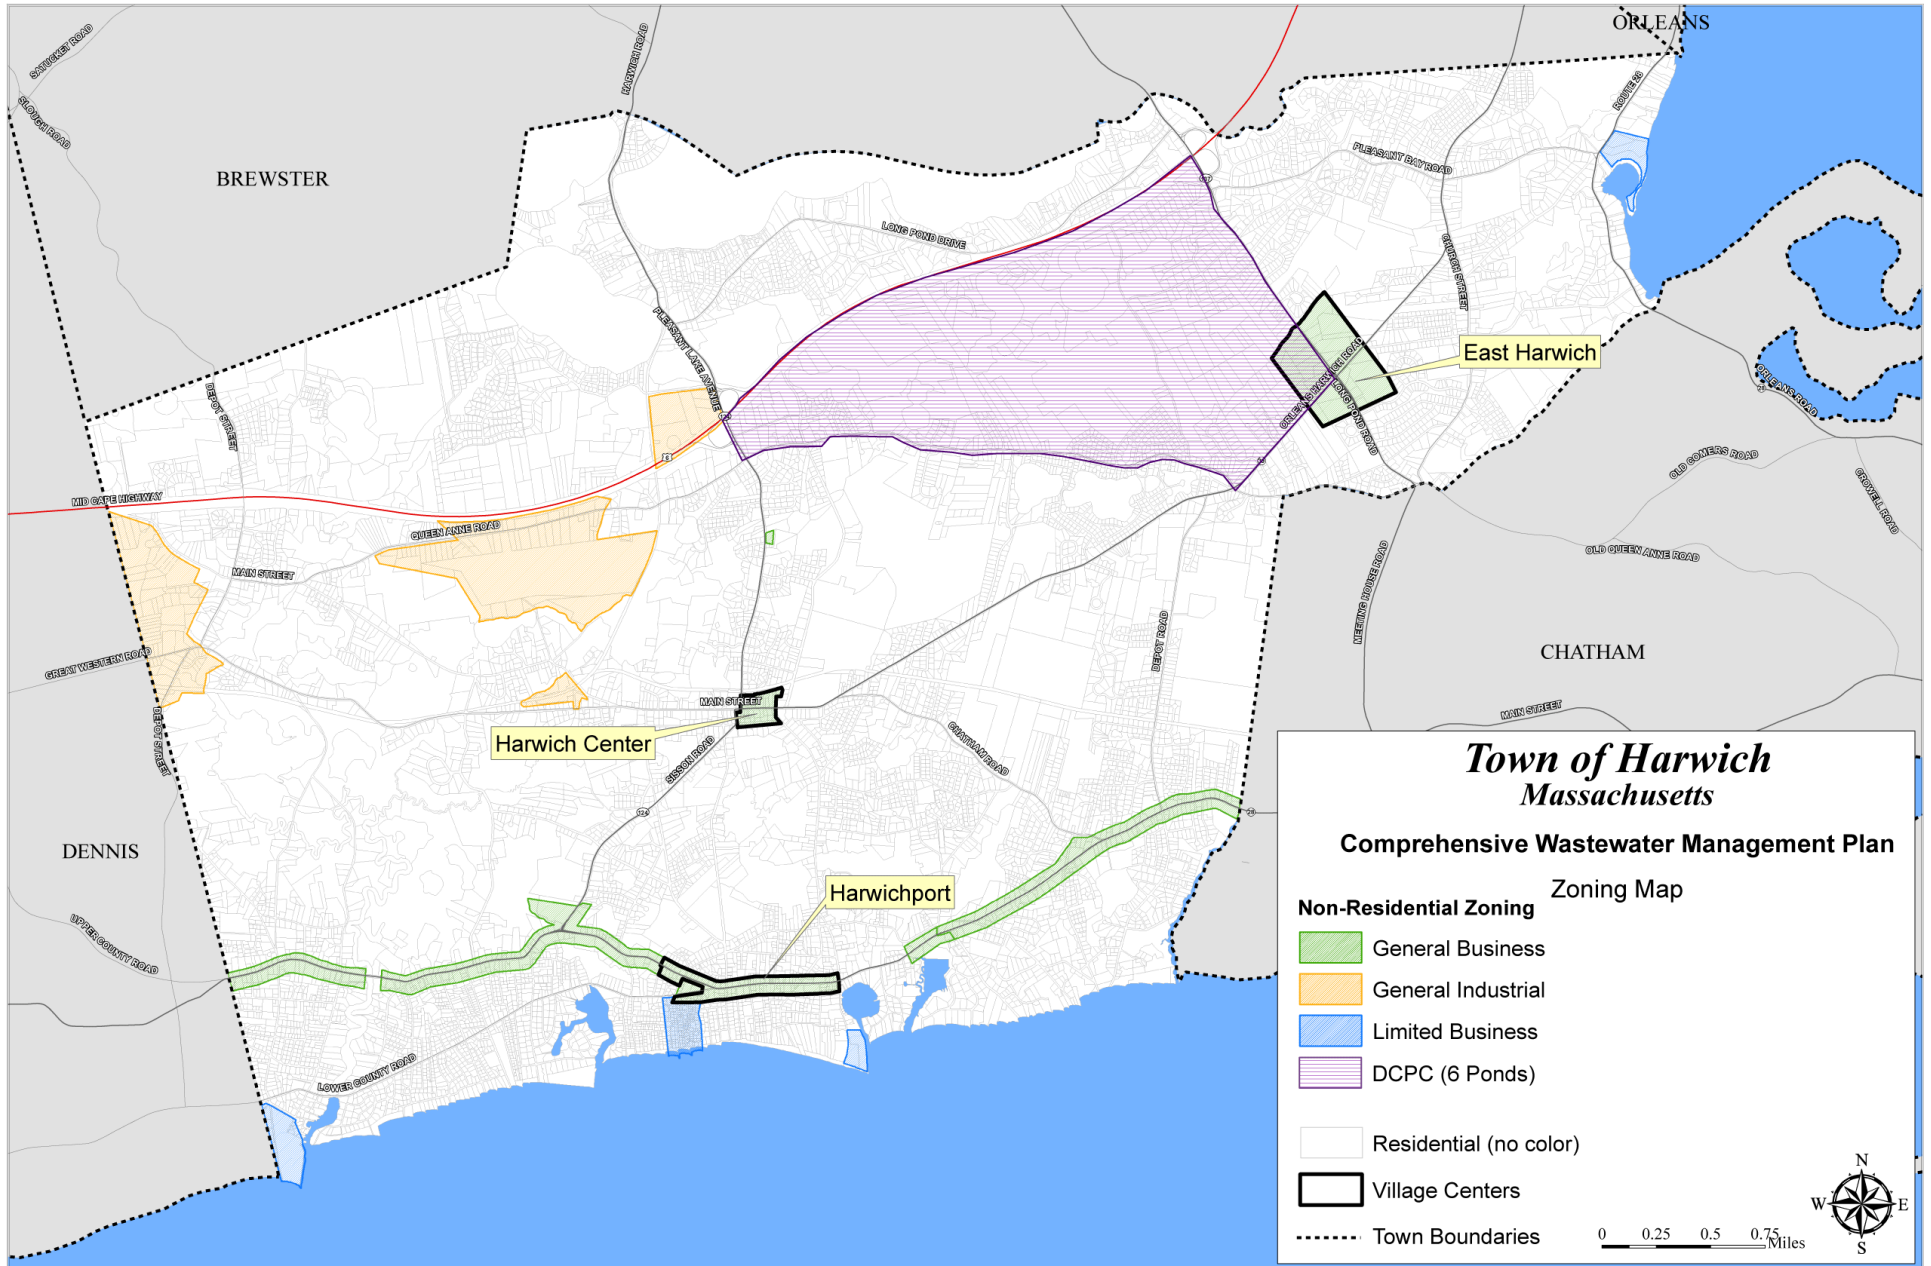 ORLEANS
SATUCKET ROAD
HARWICH ROAD
ROUTE 28
SLOUGH ROAD
PLEASANT BAY ROAD
BREWSTER
LONG POND DRIVE
CHURCH STREET
PLEASANT LAKE AVENUE
East Harwich
ORLEANS HARWICH ROAD
LONG POND ROAD
ORLEANS ROAD
DEPOT STREET
OLD COMERS ROAD
CROWELL ROAD
6
MID CAPE HIGHWAY
QUEEN ANNE ROAD
OLD QUEEN ANNE ROAD
MAIN STREET
MEETING HOUSE ROAD
DEPOT ROAD
GREAT WESTERN ROAD
CHATHAM
MAIN STREET
MAIN STREET
Harwich Center
DEPOT STREET
SISSON ROAD
CHATHAM ROAD
124
28
DENNIS
Harwichport
UPPER COUNTY ROAD
LOWER COUNTY ROAD
Town of Harwich
Massachusetts
Comprehensive Wastewater Management Plan
Zoning Map
Non-Residential Zoning
General Business
General Industrial
Limited Business
DCPC (6 Ponds)
Residential (no color)
Village Centers
Town Boundaries
0 0.25 0.5 0.75
Miles
N
W E
S